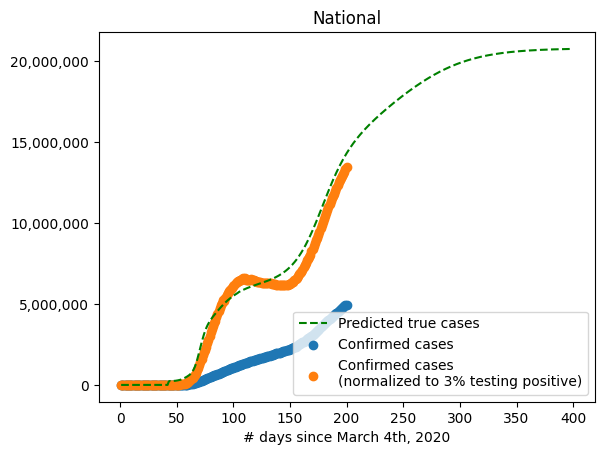 National
20,000,000
15,000,000
10,000,000
5,000,000
0
Predicted true cases
Confirmed cases
Confirmed cases
(normalized to 3% testing positive)
0 50 100 150 200 250 300 350 400
# days since March 4th, 2020